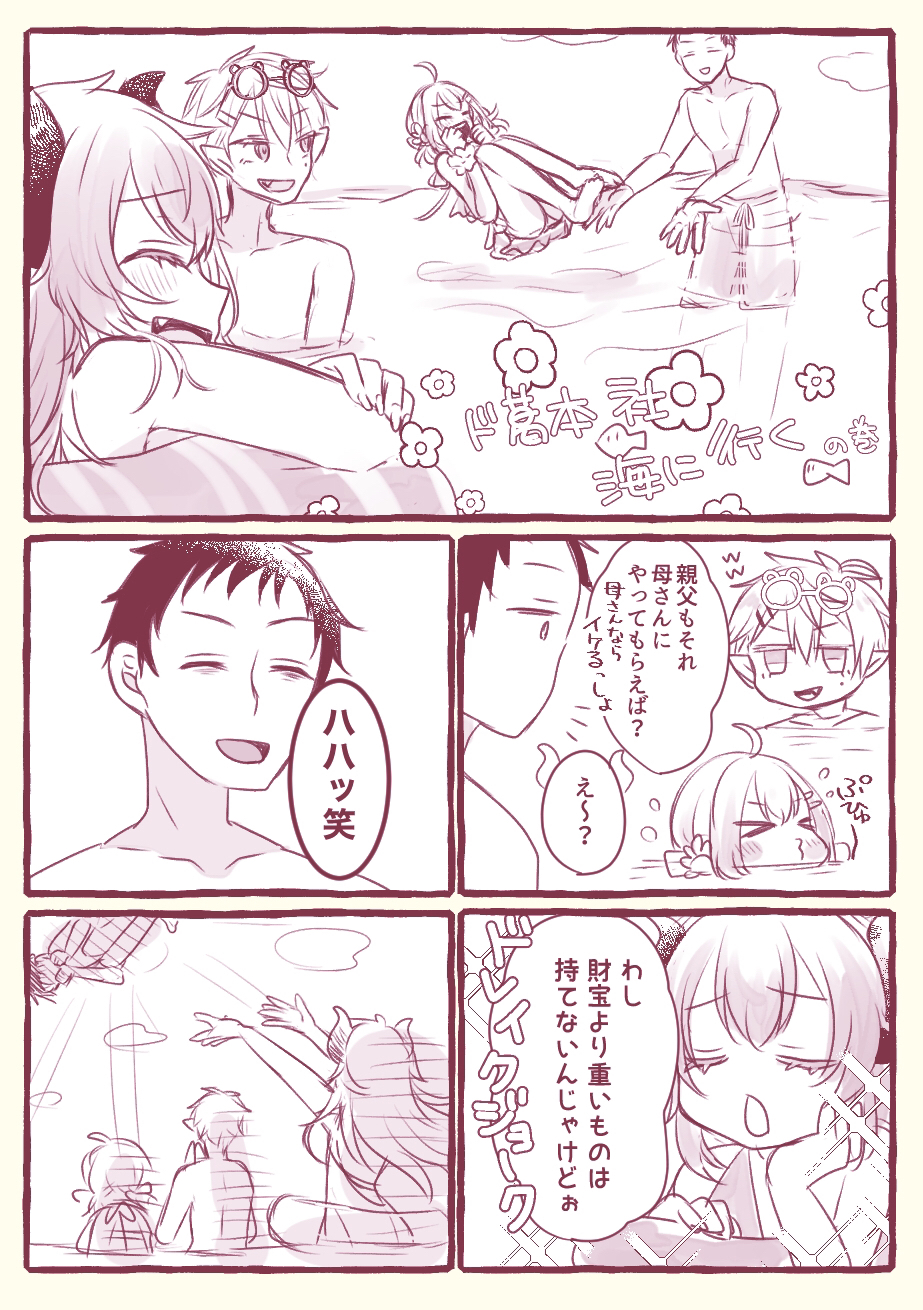 ド葛本 社
海に行く の巻
親父もそれ
母さんに
やってもらえば？
母さんなら
イケるっしょ
え〜？
ぷ
ひゅ
ハハッ笑
わし
財宝より重いものは
持てないんじゃけどぉ
ドレイクジョーク